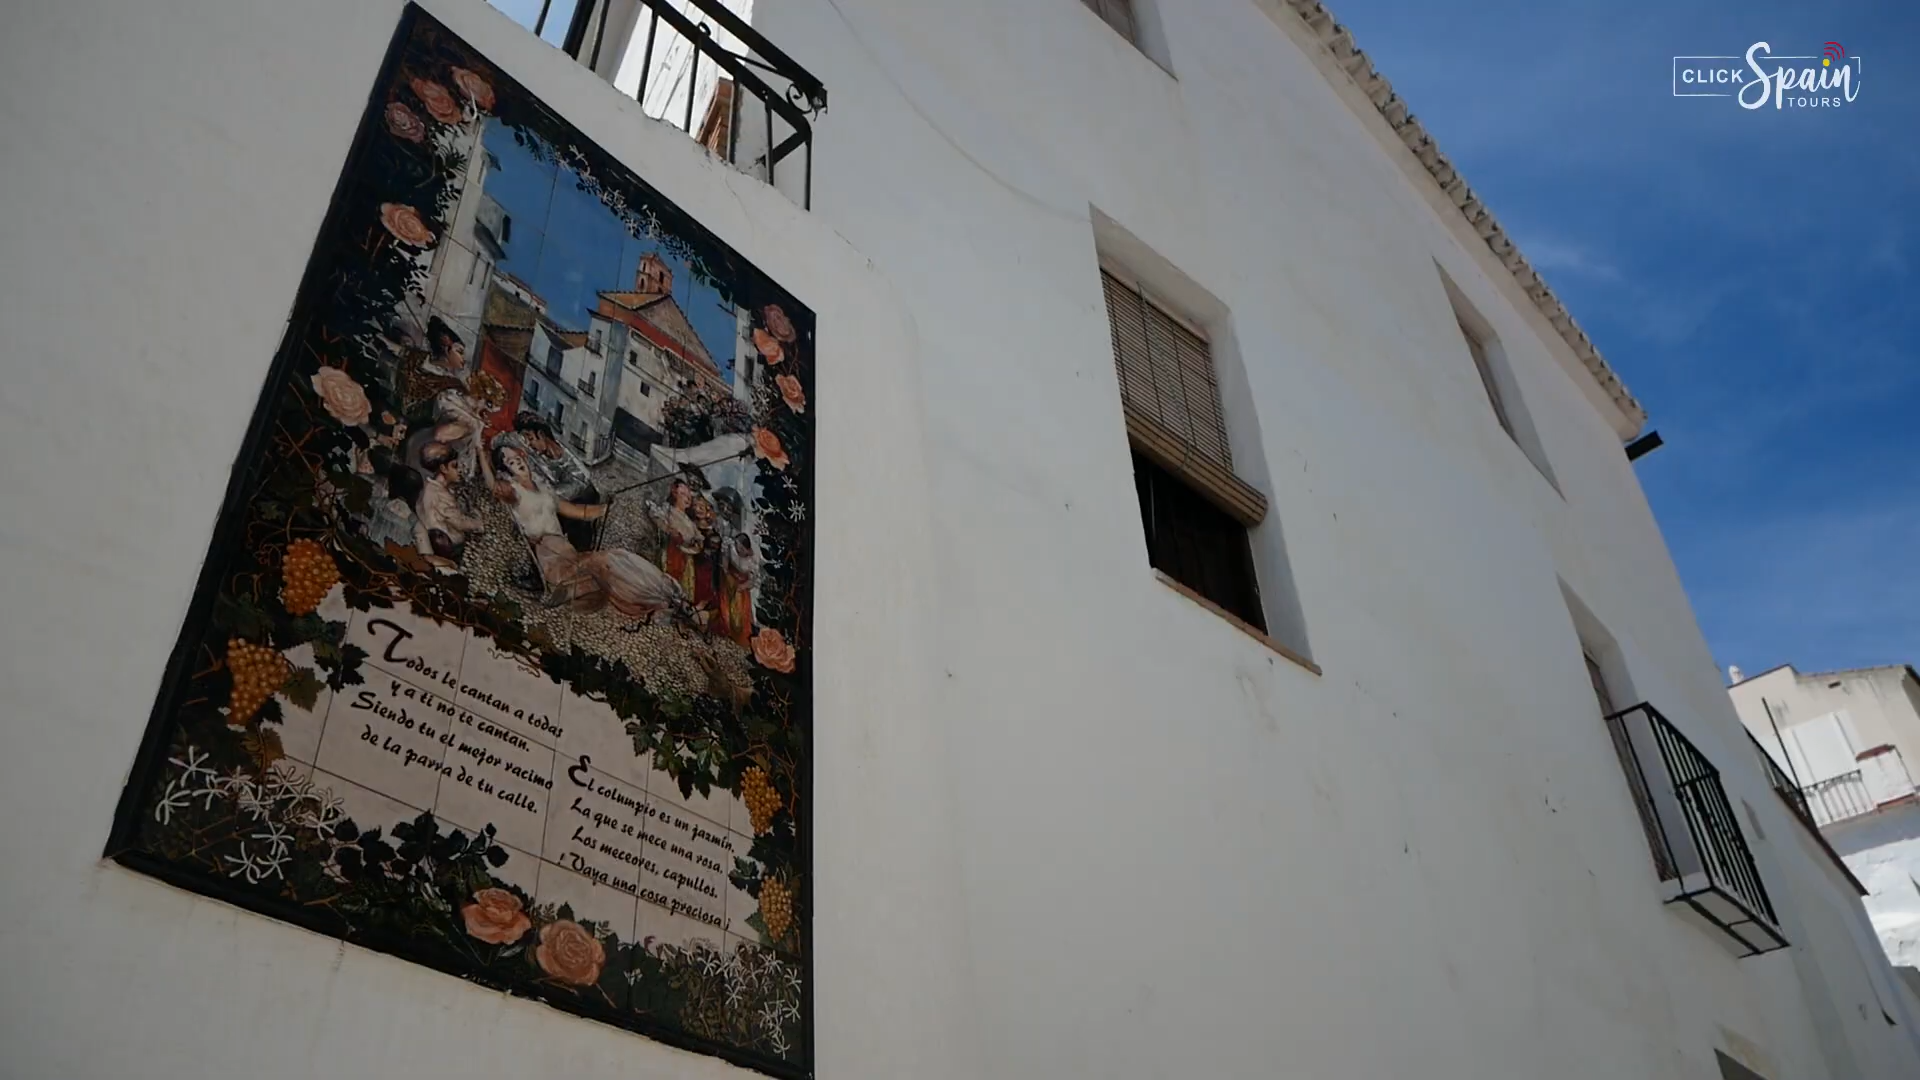 CLICK Spain TOURS
Todos le cantan a todas
Y a ti no te cantan.
Siendo tu el mejor racimo
de la parra de tu calle.
El columpio es un jazmín.
La que se mece una rosa.
Los meceores, capullos.
¡Vaya una cosa preciosa!